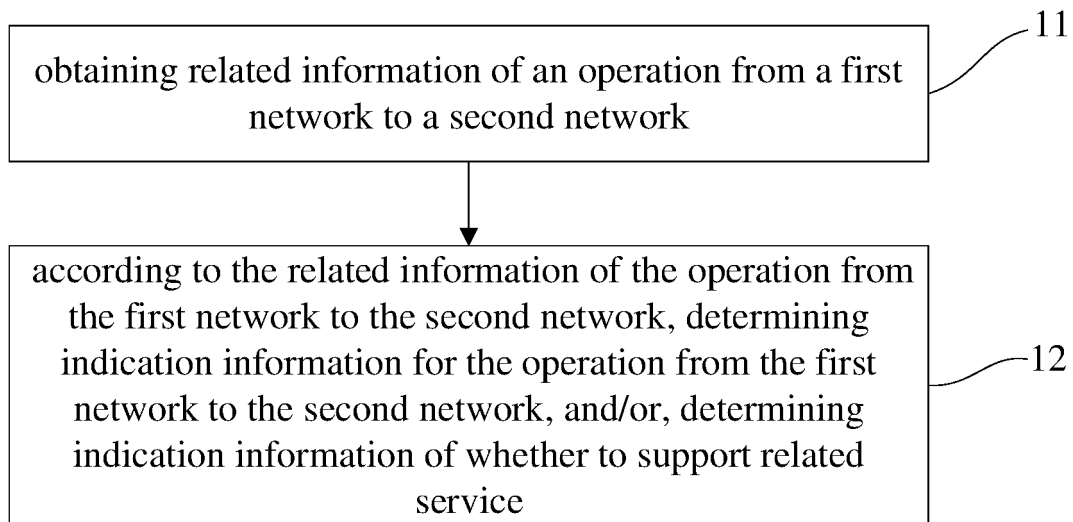 11
obtaining related information of an operation from a first
network to a second network
according to the related information of the operation from
the first network to the second network, determining
indication information for the operation from the first
network to the second network, and/or, determining
indication information of whether to support related
service
12